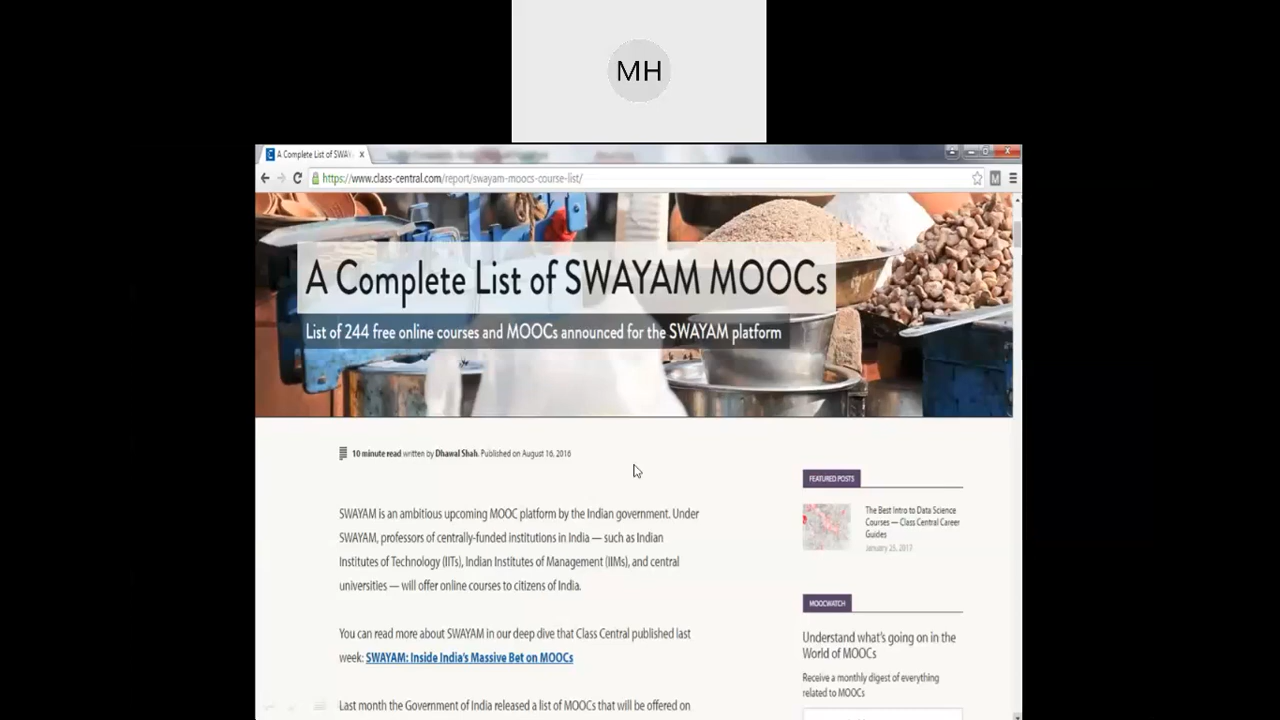 MH
A Complete List of SWAYAM
https://www.class-central.com/report/swayam-moocs-course-list/
M
A Complete List of SWAYAM MOOCs
List of 244 free online courses and MOOCs announced for the SWAYAM platform
10 minute read written by Dhawal Shah. Published on August 16, 2016
SWAYAM is an ambitious upcoming MOOC platform by the Indian government. Under
SWAYAM, professors of centrally-funded institutions in India — such as Indian
Institutes of Technology (IITs), Indian Institutes of Management (IIMs), and central
universities — will offer online courses to citizens of India.
You can read more about SWAYAM in our deep dive that Class Central published last
week: SWAYAM: Inside India's Massive Bet on MOOCs
Last month the Government of India released a list of MOOCs that will be offered on
FEATURED POSTS
The Best Intro to Data Science
Courses — Class Central Career
Guides
January 26, 2017
MOOCWATCH
Understand what's going on in the
World of MOOCs
Receive a monthly digest of everything
related to MOOCs